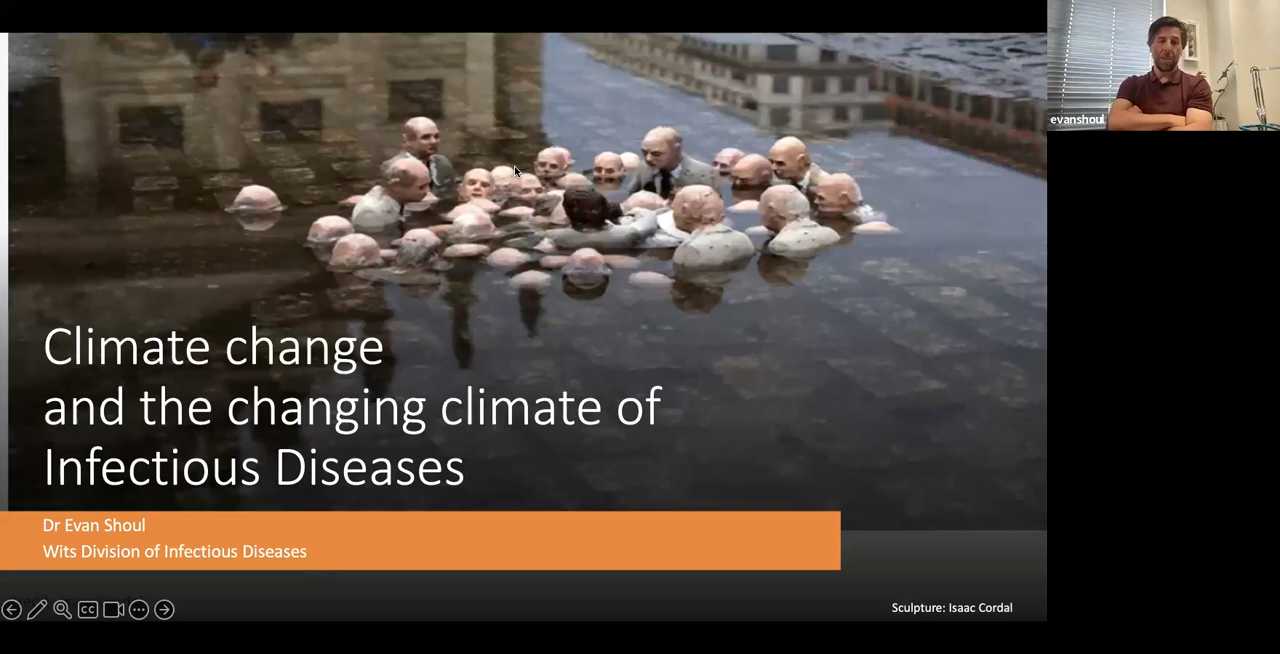 evanshoul
Climate change
and the changing climate of
Infectious Diseases
Dr Evan Shoul
Wits Division of Infectious Diseases
CC
Sculpture: Isaac Cordal